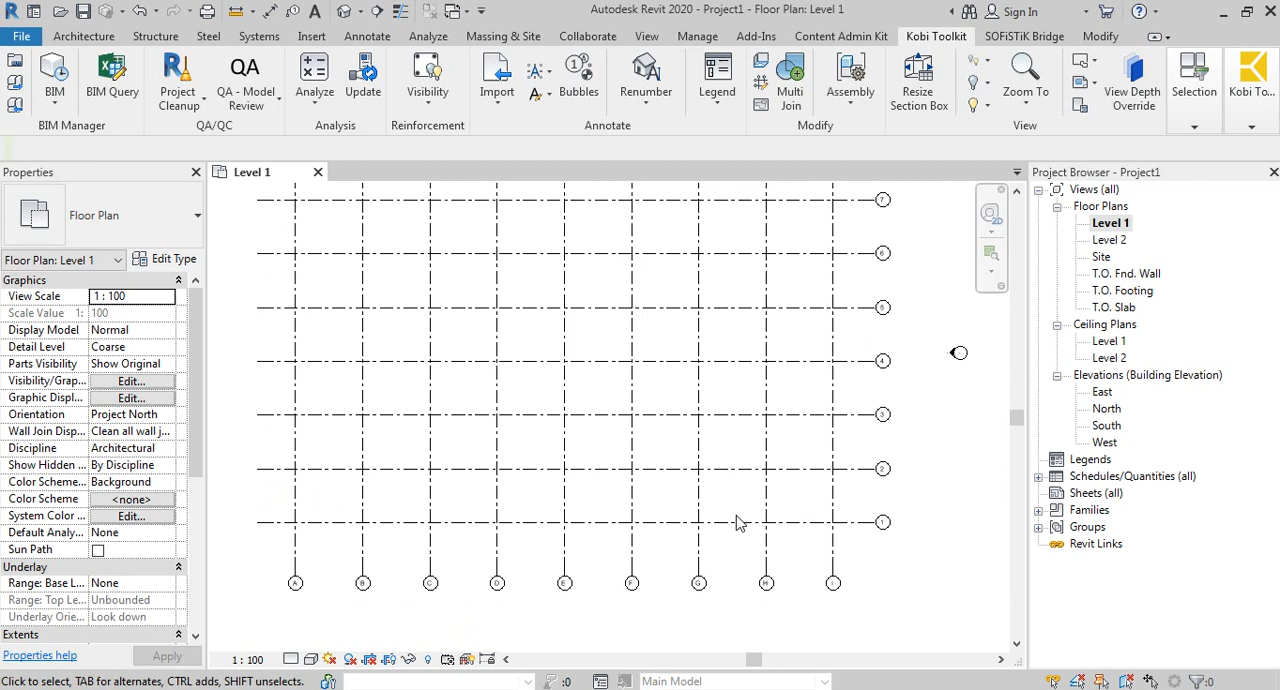 Autodesk Revit 2020 - Project1 - Floor Plan: Level 1
Sign In
File Architecture Structure Steel Systems Insert Annotate Analyze Massing & Site Collaborate View Manage Add-Ins Content Admin Kit Kobi Toolkit SOFiSTiK Bridge Modify
BIM
BIM Query
Project Cleanup
QA
QA - Model Review
Analyze
Update
Visibility
Import
Bubbles
Renumber
Legend
Multi Join
Assembly
Resize Section Box
Zoom To
View Depth Override
Selection
Kobi To...
BIM Manager QA/QC Analysis Reinforcement Annotate Modify View
Properties
Floor Plan
Floor Plan: Level 1 Edit Type
Graphics
View Scale 1 : 100
Scale Value 1: 100
Display Model Normal
Detail Level Coarse
Parts Visibility Show Original
Visibility/Grap... Edit...
Graphic Displ... Edit...
Orientation Project North
Wall Join Disp... Clean all wall j...
Discipline Architectural
Show Hidden ... By Discipline
Color Scheme... Background
Color Scheme <none>
System Color ... Edit...
Default Analy... None
Sun Path
Underlay
Range: Base L... None
Range: Top Le... Unbounded
Underlay Orie... Look down
Extents
Properties help Apply
Level 1
2D
7
6
5
4
3
2
1
A B C D E F G H I
1 : 100
Project Browser - Project1
Views (all)
Floor Plans
Level 1
Level 2
Site
T.O. Fnd. Wall
T.O. Footing
T.O. Slab
Ceiling Plans
Level 1
Level 2
Elevations (Building Elevation)
East
North
South
West
Legends
Schedules/Quantities (all)
Sheets (all)
Families
Groups
Revit Links
Click to select, TAB for alternates, CTRL adds, SHIFT unselects. :0 Main Model :0